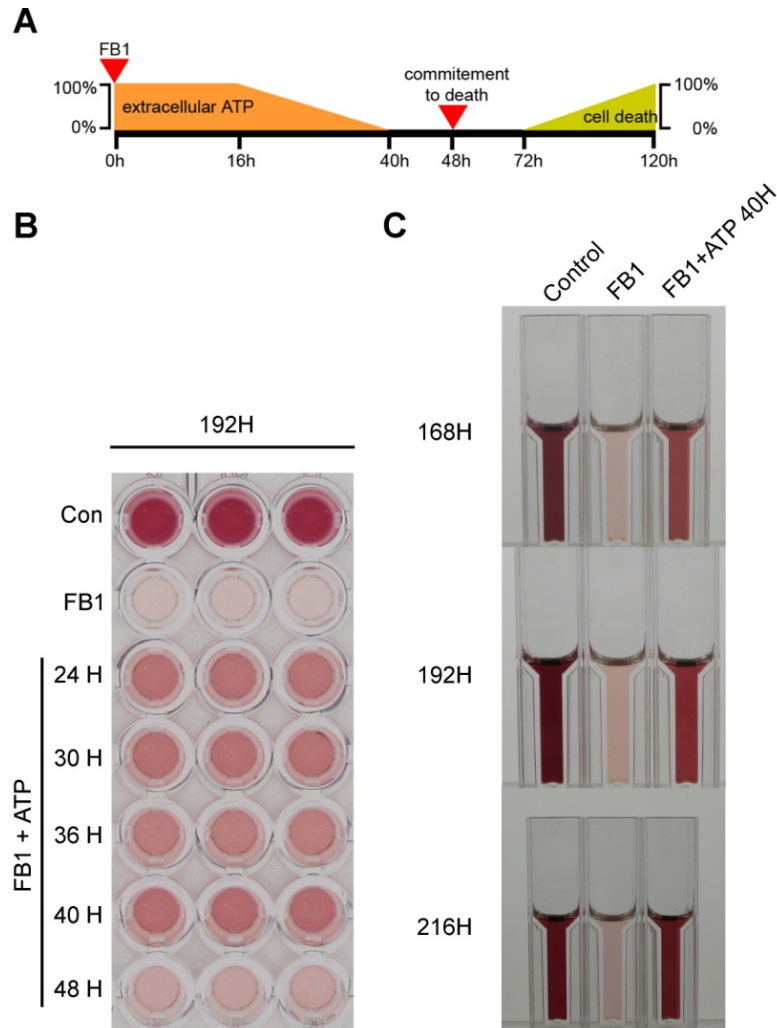 A
FB1
commitement
to death
100%
extracellular ATP
0%
100%
cell death
0%
0h
16h
40h
48h
72h
120h
B
192H
Con
FB1
FB1 + ATP
24 H
30 H
36 H
40 H
48 H
C
Control
FB1
FB1+ATP 40H
168H
192H
216H